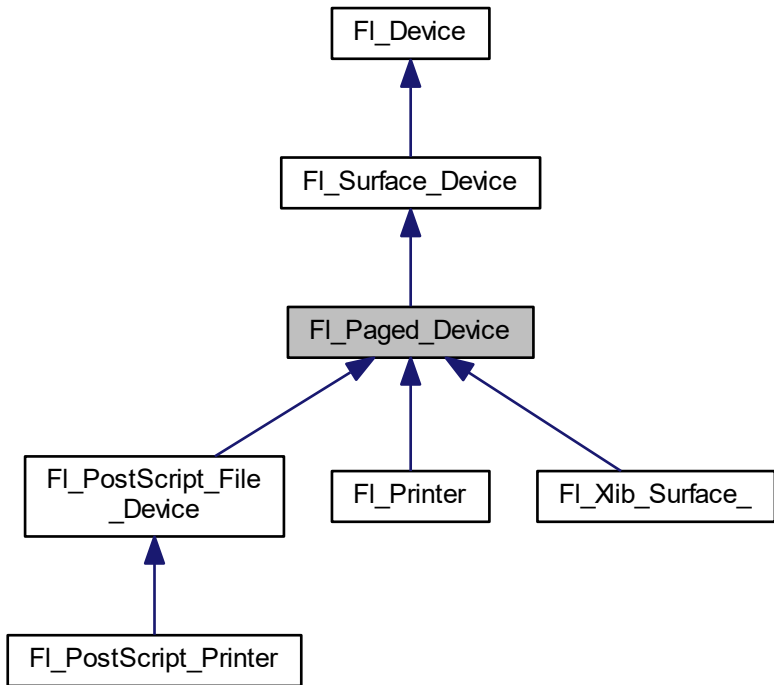 Fl_Device
Fl_Surface_Device
Fl_Paged_Device
Fl_PostScript_File
_Device
Fl_Printer
Fl_Xlib_Surface_
Fl_PostScript_Printer